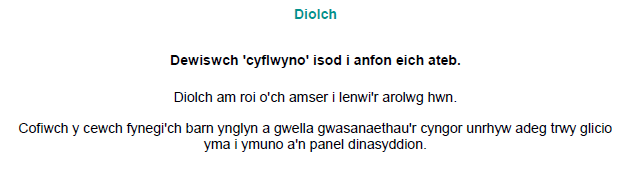 Diolch
Dewiswch 'cyflwyno' isod i anfon eich ateb.
Diolch am roi o'ch amser i lenwi'r arolwg hwn.
Cofiwch y cewch fynegi'ch barn ynglyn a gwella gwasanaethau'r cyngor unrhyw adeg trwy glicio
yma i ymuno a'n panel dinasyddion.